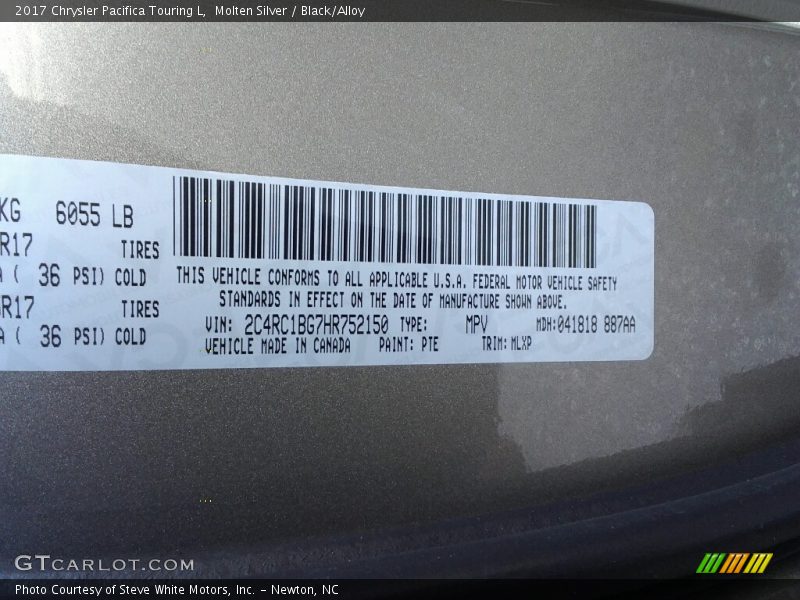 2017 Chrysler Pacifica Touring L, Molten Silver / Black/Alloy
KG 6055 LB
R17 TIRES
( 36 PSI) COLD
R17 TIRES
( 36 PSI) COLD
THIS VEHICLE CONFORMS TO ALL APPLICABLE U.S.A. FEDERAL MOTOR VEHICLE SAFETY
STANDARDS IN EFFECT ON THE DATE OF MANUFACTURE SHOWN ABOVE.
VIN: 2C4RC1BG7HR752150 TYPE: MPV MDH:041818 887AA
VEHICLE MADE IN CANADA PAINT: PTE TRIM: MLXP
GTCARLOT.COM
Photo Courtesy of Steve White Motors, Inc. – Newton, NC